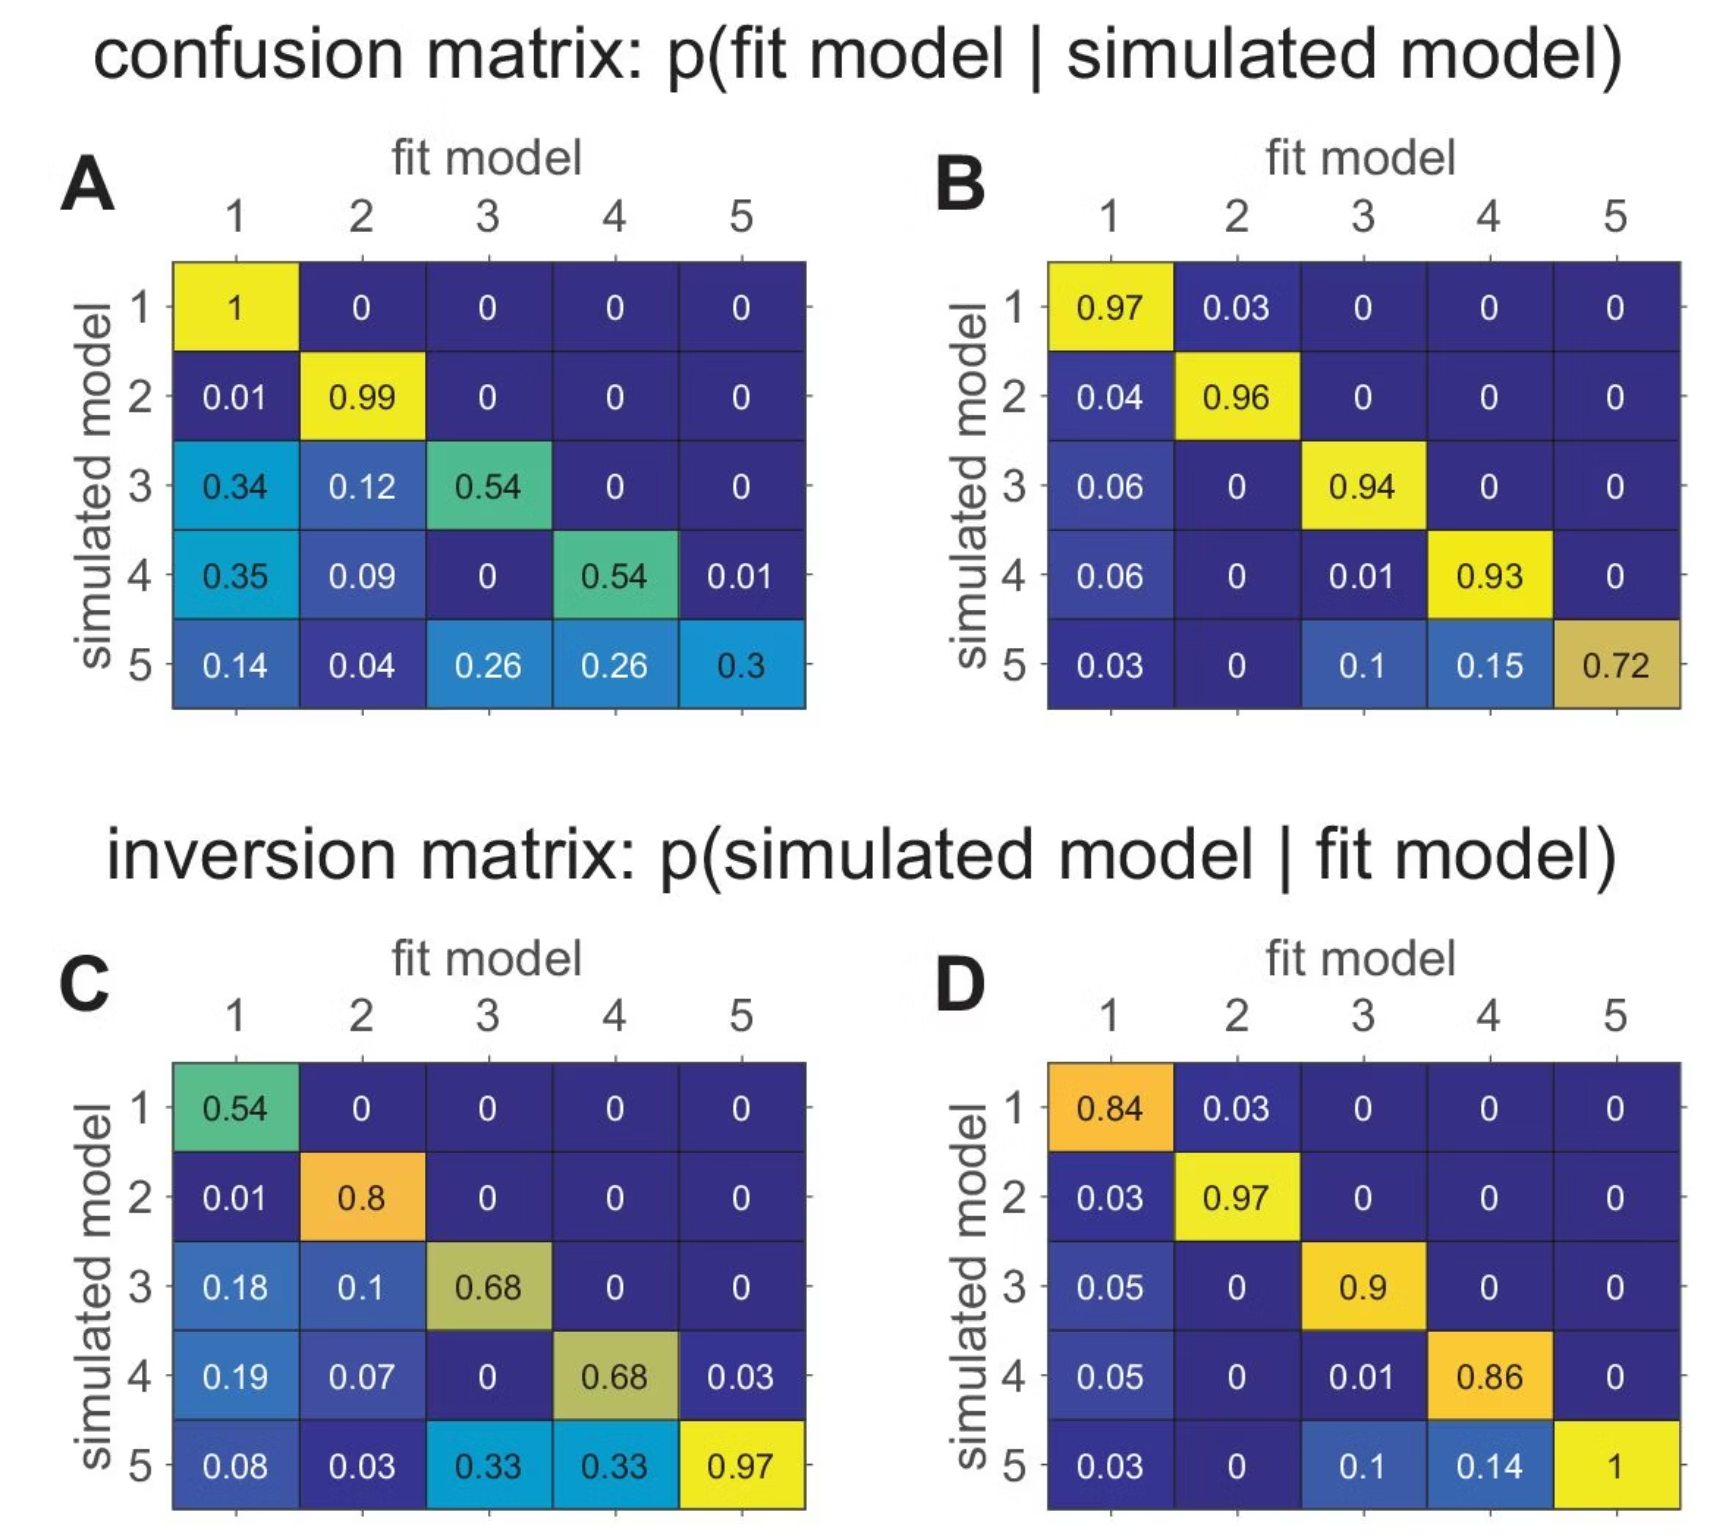 confusion matrix: p(fit model | simulated model)
A
fit model
1 2 3 4 5
simulated model
1 1 0 0 0 0
2 0.01 0.99 0 0 0
3 0.34 0.12 0.54 0 0
4 0.35 0.09 0 0.54 0.01
5 0.14 0.04 0.26 0.26 0.3
B
fit model
1 2 3 4 5
simulated model
1 0.97 0.03 0 0 0
2 0.04 0.96 0 0 0
3 0.06 0 0.94 0 0
4 0.06 0 0.01 0.93 0
5 0.03 0 0.1 0.15 0.72
inversion matrix: p(simulated model | fit model)
C
fit model
1 2 3 4 5
simulated model
1 0.54 0 0 0 0
2 0.01 0.8 0 0 0
3 0.18 0.1 0.68 0 0
4 0.19 0.07 0 0.68 0.03
5 0.08 0.03 0.33 0.33 0.97
D
fit model
1 2 3 4 5
simulated model
1 0.84 0.03 0 0 0
2 0.03 0.97 0 0 0
3 0.05 0 0.9 0 0
4 0.05 0 0.01 0.86 0
5 0.03 0 0.1 0.14 1